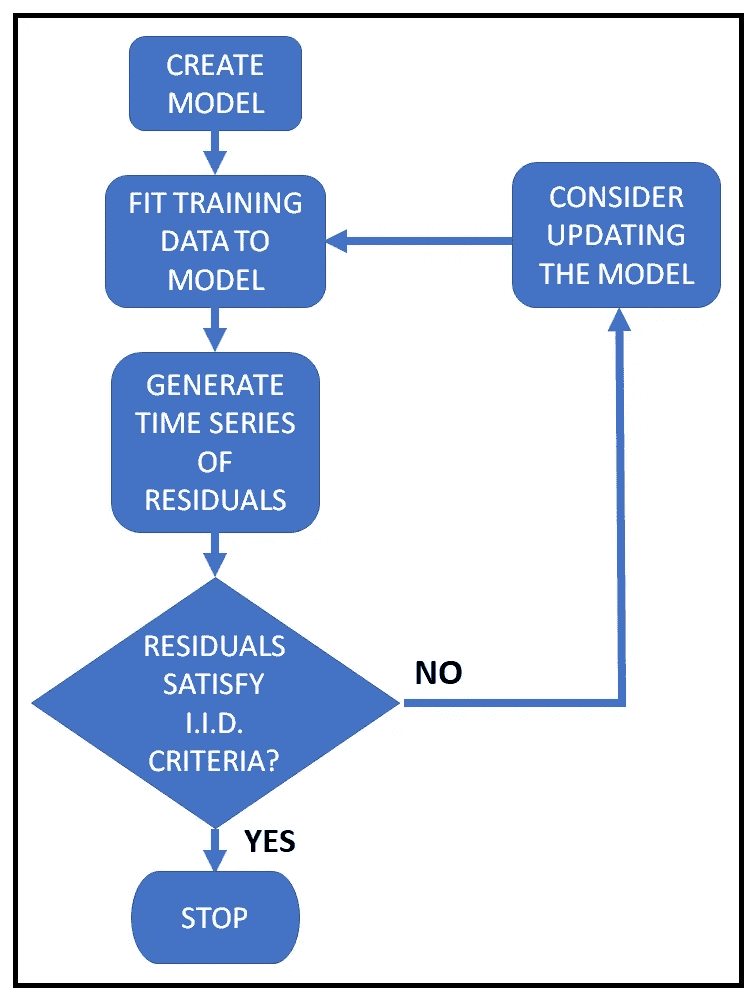 CREATE
MODEL
FIT TRAINING
DATA TO
MODEL
CONSIDER
UPDATING
THE MODEL
GENERATE
TIME SERIES
OF
RESIDUALS
RESIDUALS
SATISFY
I.I.D.
CRITERIA?
NO
YES
STOP